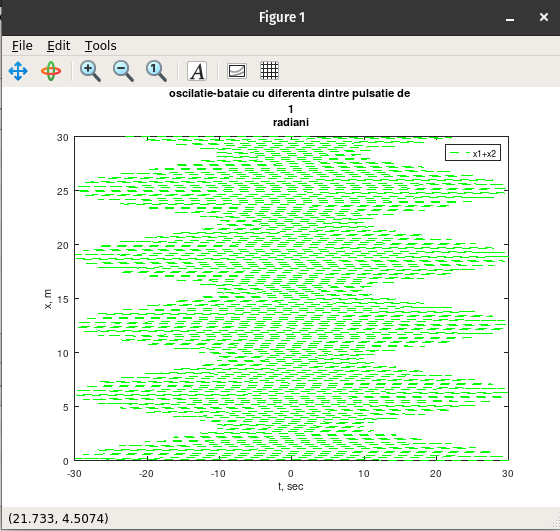 Figure 1
File Edit Tools
A
oscilatie-bataie cu diferenta dintre pulsatie de
1
radiani
x1+x2
30
25
20
15
10
5
0
x, m
-30 -20 -10 0 10 20 30
t, sec
(21.733, 4.5074)